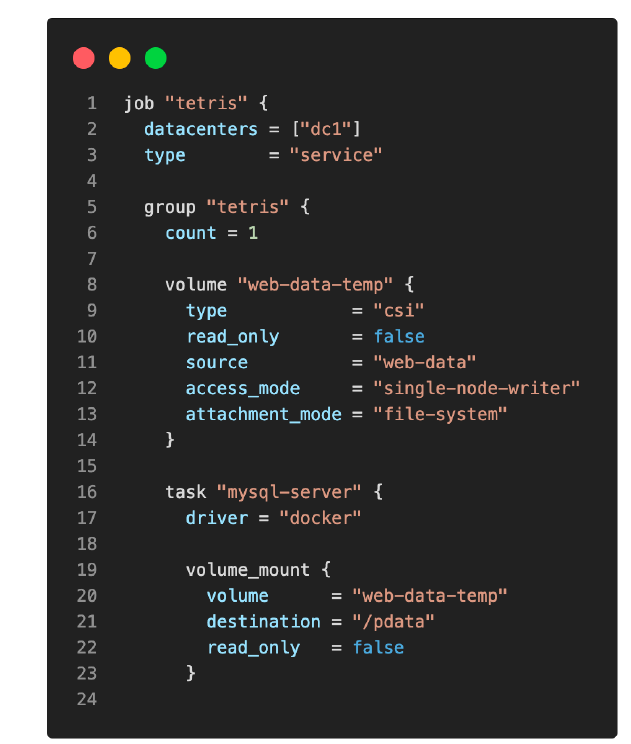 1 job "tetris" {
2   datacenters = ["dc1"]
3   type        = "service"
4
5   group "tetris" {
6     count = 1
7
8     volume "web-data-temp" {
9       type            = "csi"
10       read_only       = false
11       source          = "web-data"
12       access_mode     = "single-node-writer"
13       attachment_mode = "file-system"
14     }
15
16     task "mysql-server" {
17       driver = "docker"
18
19       volume_mount {
20         volume      = "web-data-temp"
21         destination = "/pdata"
22         read_only   = false
23       }
24